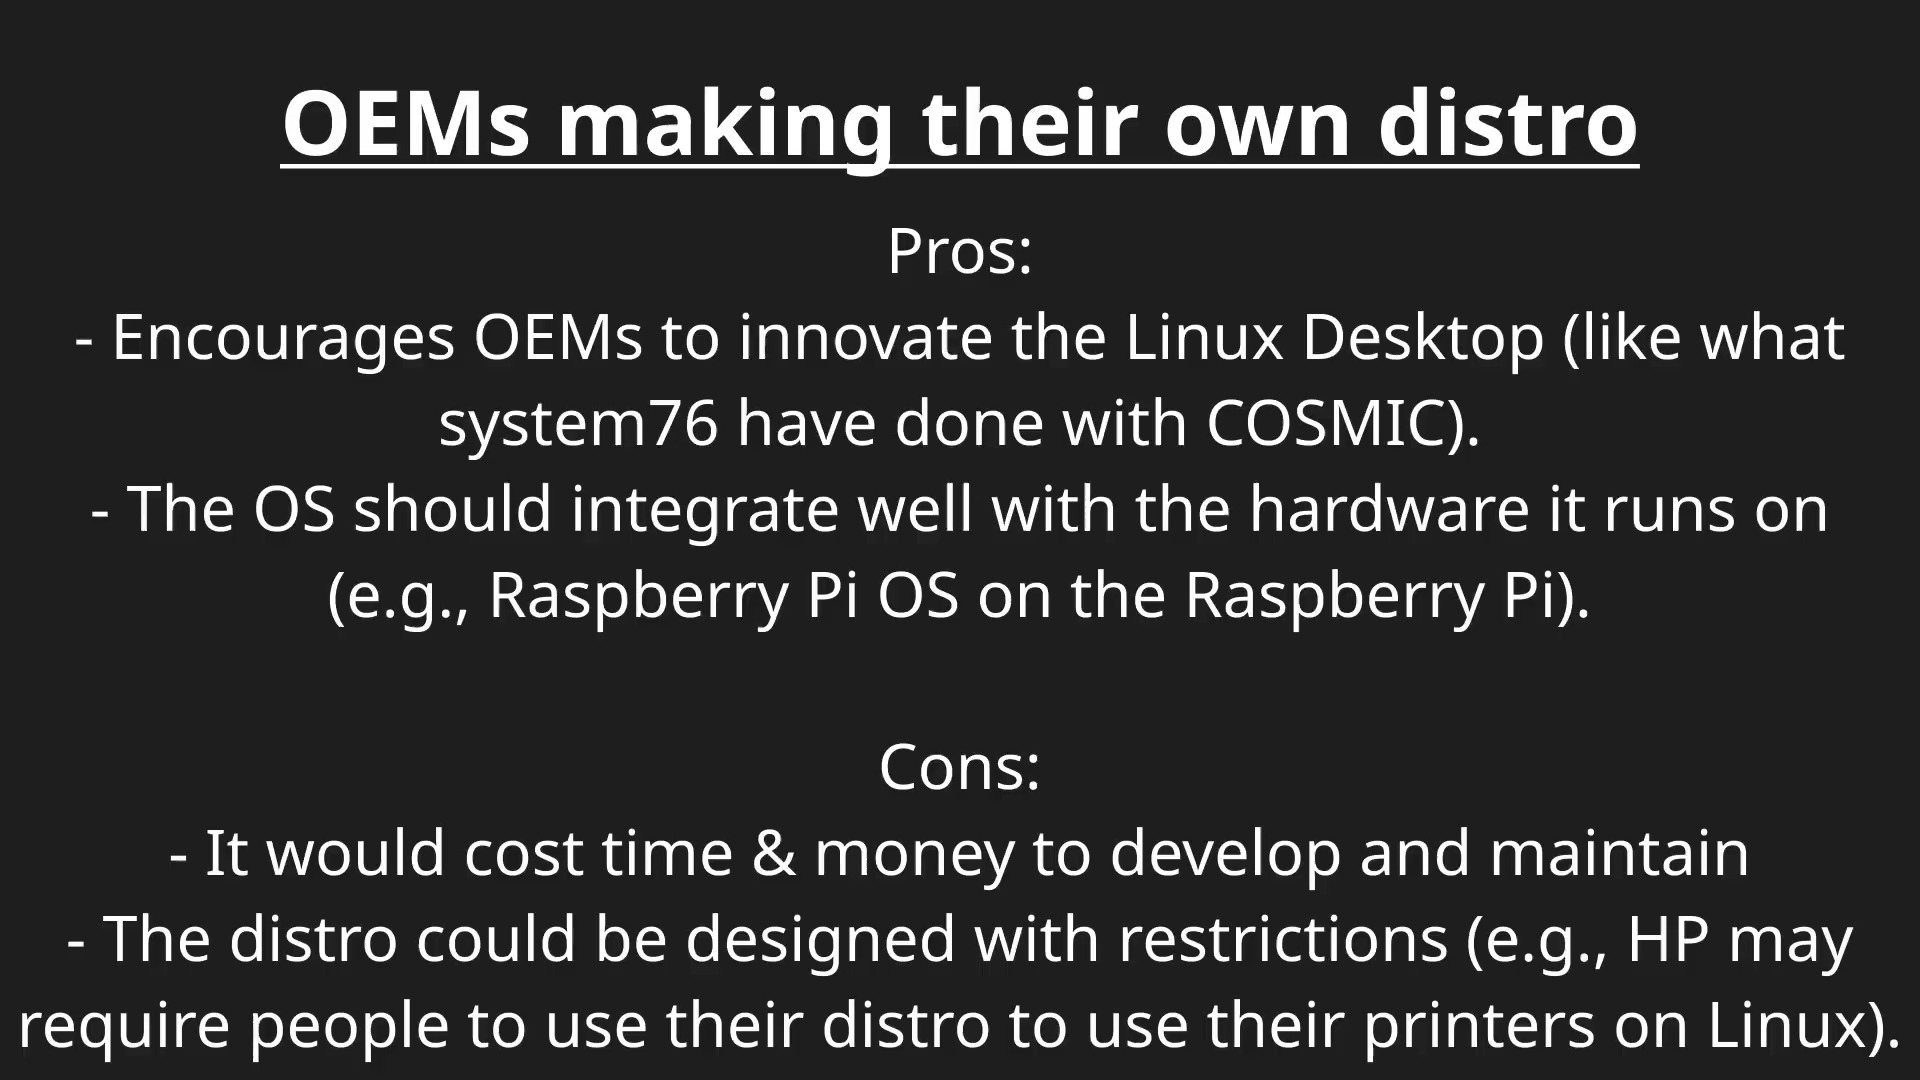 OEMs making their own distro
Pros:
- Encourages OEMs to innovate the Linux Desktop (like what
system76 have done with COSMIC).
- The OS should integrate well with the hardware it runs on
(e.g., Raspberry Pi OS on the Raspberry Pi).
Cons:
- It would cost time & money to develop and maintain
- The distro could be designed with restrictions (e.g., HP may
require people to use their distro to use their printers on Linux).